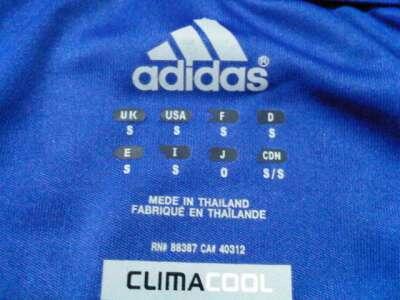 adidas®
UK USA F D
S S S S
E I J CDN
S S O S/S
MADE IN THAILAND
FABRIQUÉ EN THAÏLANDE
RN# 88387 CA# 40312
CLIMACOOL